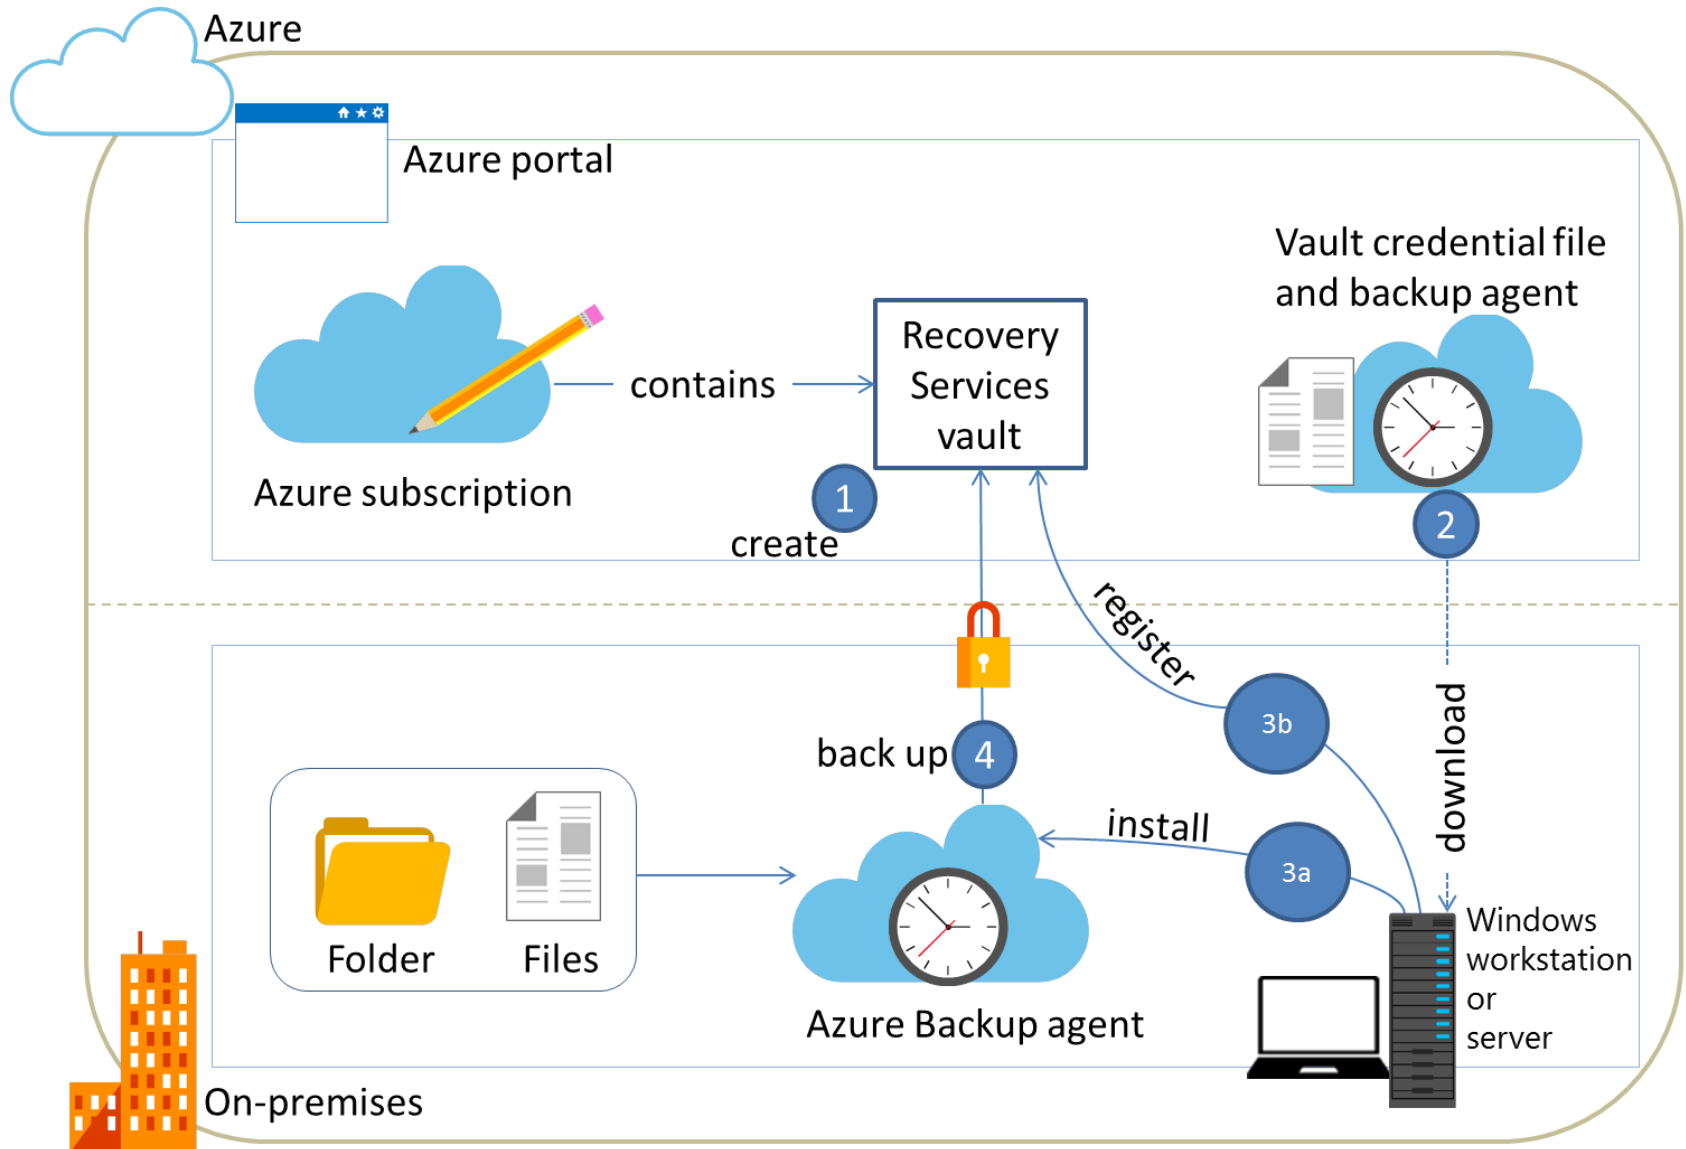 Azure
Azure portal
Vault credential file
and backup agent
Recovery
Services
vault
contains
Azure subscription
1
create
2
register
download
3b
back up
4
install
3a
Folder
Files
Azure Backup agent
Windows
workstation
or
server
On-premises